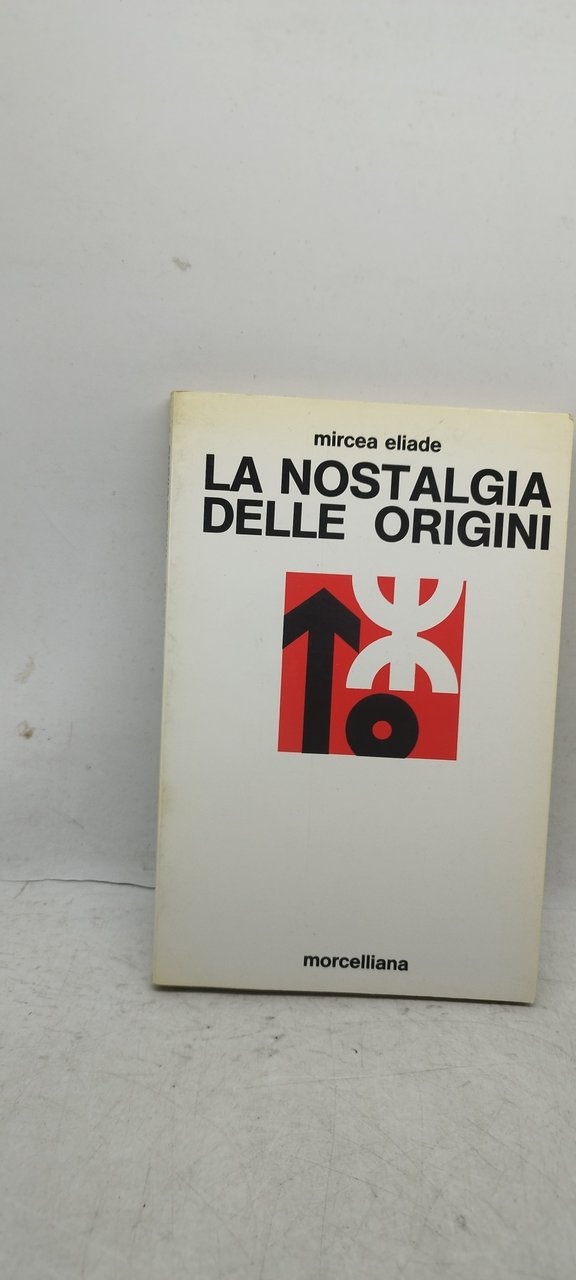 mircea eliade
LA NOSTALGIA
DELLE ORIGINI
morcelliana